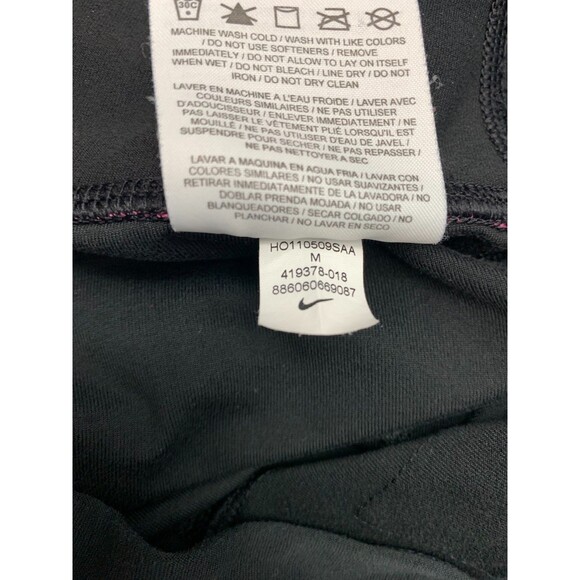 30C
MACHINE WASH COLD / WASH WITH LIKE COLORS
/ DO NOT USE SOFTENERS / REMOVE
IMMEDIATELY / DO NOT ALLOW TO LAY ON ITSELF
WHEN WET / DO NOT BLEACH / LINE DRY / DO NOT
IRON / DO NOT DRY CLEAN
LAVER EN MACHINE A L'EAU FROIDE / LAVER AVEC
COULEURS SIMILAIRES / NE PAS UTILISER
D'ADOUCISSEUR / ENLEVER IMMEDIATEMENT / NE
PAS LAISSER LE VÊTEMENT PLIÉ LORSQU'IL EST
MOUILLÉ / NE PAS UTILISER D'EAU DE JAVEL /
SUSPENDRE POUR SECHER / NE PAS REPASSER /
NE PAS NETTOYER A SEC
LAVAR A MAQUINA EN AGUA FRIA / LAVAR CON
COLORES SIMILARES / NO USAR SUAVIZANTES /
RETIRAR INMEDIATAMENTE DE LA LAVADORA / NO
DOBLAR PRENDA MOJADA / NO USAR
BLANQUEADORES / SECAR COLGADO / NO
PLANCHAR / NO LAVAR EN SECO
HO110509SAA
M
419378-018
886060669087